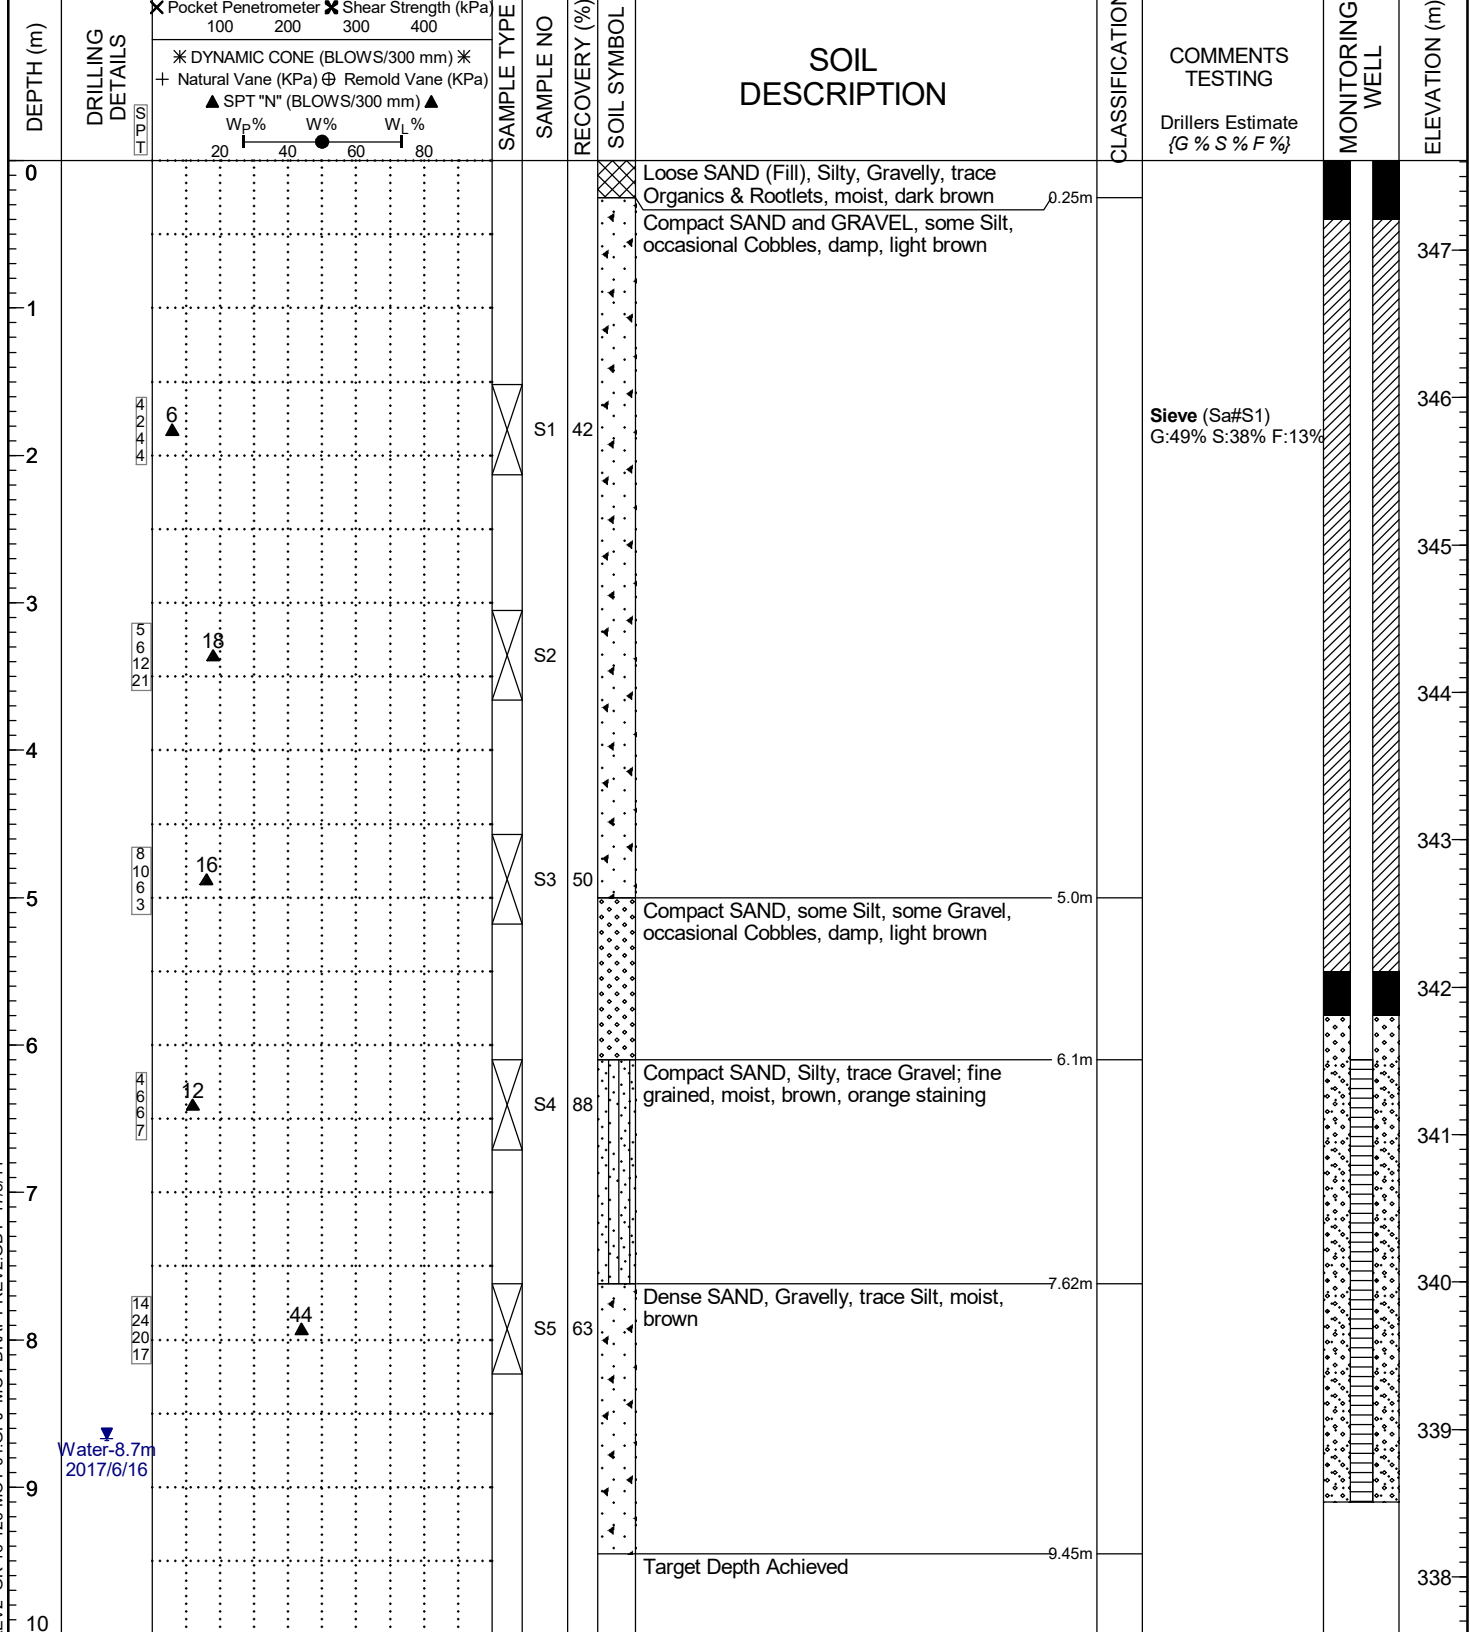 DEPTH (m)
DRILLING
DETAILS
S
P
T
Pocket Penetrometer Shear Strength (kPa)
100 200 300 400
DYNAMIC CONE (BLOWS/300 mm)
Natural Vane (KPa) Remold Vane (KPa)
SPT "N" (BLOWS/300 mm)
WP% W% WL%
20 40 60 80
SAMPLE TYPE
SAMPLE NO
RECOVERY (%)
SOIL SYMBOL
SOIL
DESCRIPTION
CLASSIFICATION
COMMENTS
TESTING
Drillers Estimate
{G % S % F %}
MONITORING
WELL
ELEVATION (m)
0
Loose SAND (Fill), Silty, Gravelly, trace
Organics & Rootlets, moist, dark brown
0.25m
Compact SAND and GRAVEL, some Silt,
occasional Cobbles, damp, light brown
347
1
346
4
2
4
4
6
S1 42
Sieve (Sa#S1)
G:49% S:38% F:13%
2
345
3
5
6
12
21
18
S2
344
4
343
8
10
6
3
16
S3 50
5
5.0m
Compact SAND, some Silt, some Gravel,
occasional Cobbles, damp, light brown
342
6
6.1m
Compact SAND, Silty, trace Gravel; fine
grained, moist, brown, orange staining
4
6
6
7
12
S4 88
341
7
7.62m
340
Dense SAND, Gravelly, trace Silt, moist,
brown
14
24
20
17
44
S5 63
8
339
Water-8.7m
2017/6/16
9
9.45m
Target Depth Achieved
338
10